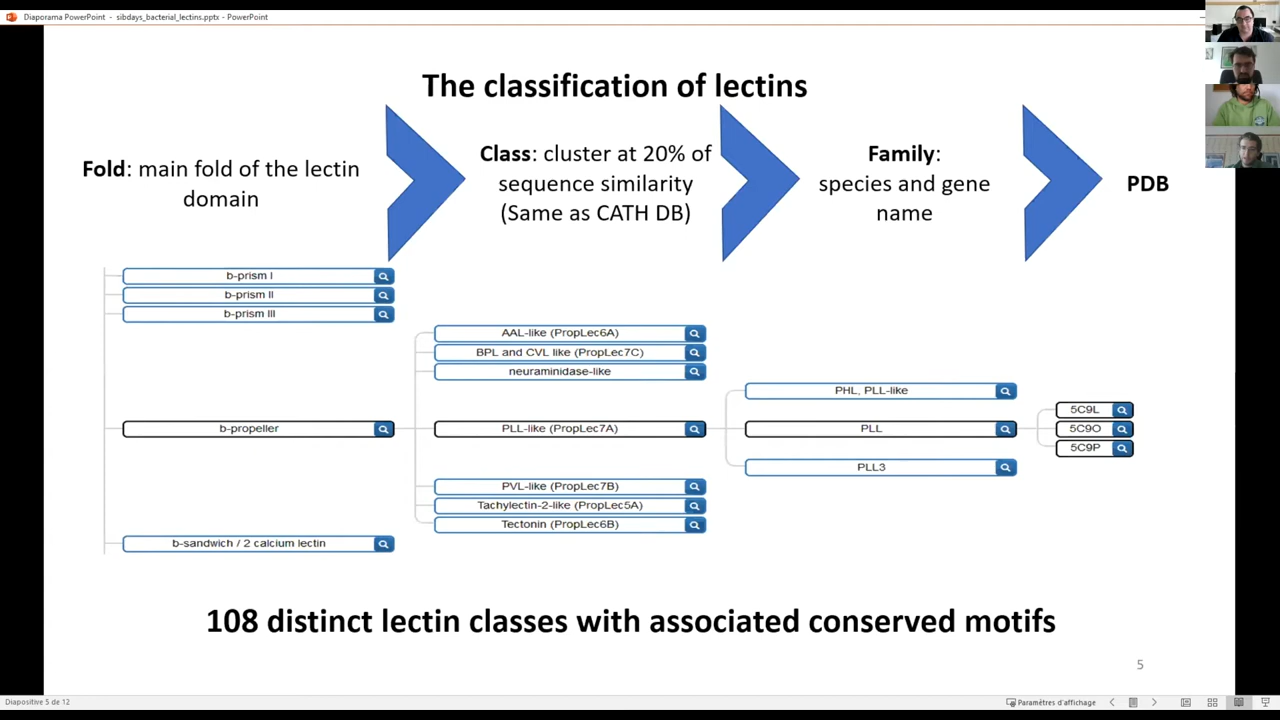 Diaporama PowerPoint - sibdays_bacterial_lectins.pptx - PowerPoint
The classification of lectins
Fold: main fold of the lectin
domain
Class: cluster at 20% of
sequence similarity
(Same as CATH DB)
Family:
species and gene
name
PDB
b-prism I
b-prism II
b-prism III
b-propeller
b-sandwich / 2 calcium lectin
AAL-like (PropLec6A)
BPL and CVL like (PropLec7C)
neuraminidase-like
PLL-like (PropLec7A)
PVL-like (PropLec7B)
Tachylectin-2-like (PropLec5A)
Tectonin (PropLec6B)
PHL, PLL-like
PLL
PLL3
5C9L
5C9O
5C9P
108 distinct lectin classes with associated conserved motifs
5
Diapositive 5 de 12
Paramètres d'affichage